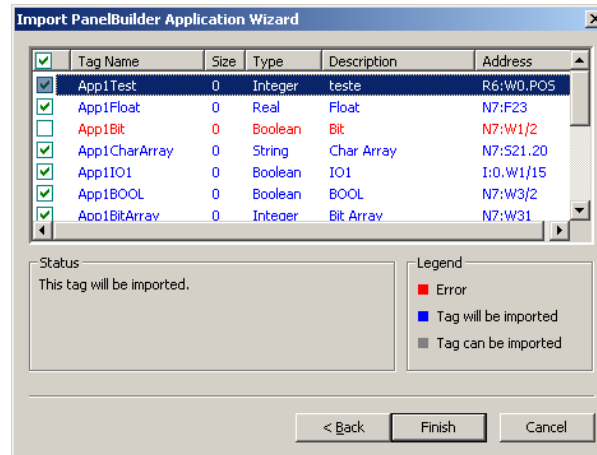 Import PanelBuilder Application Wizard
Tag Name Size Type Description Address
App1Test 0 Integer teste R6:W0.POS
App1Float 0 Real Float N7:F23
App1Bit 0 Boolean Bit N7:W1/2
App1CharArray 0 String Char Array N7:S21.20
App1IO1 0 Boolean IO1 I:0.W1/15
App1BOOL 0 Boolean BOOL N7:W3/2
App1BitArray 0 Integer Bit Array N7:W31
Status
This tag will be imported.
Legend
Error
Tag will be imported
Tag can be imported
< Back Finish Cancel